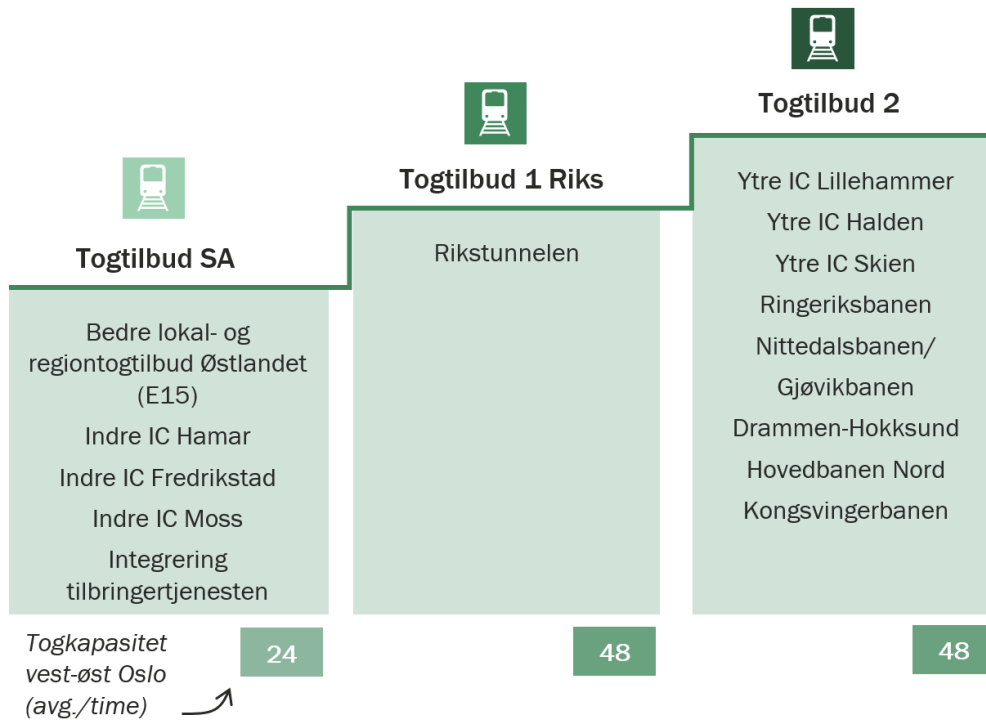 Togtilbud SA
Bedre lokal- og
regiontogtilbud Østlandet
(E15)
Indre IC Hamar
Indre IC Fredrikstad
Indre IC Moss
Integrering
tilbringertjenesten
Togtilbud 1 Riks
Rikstunnelen
Togtilbud 2
Ytre IC Lillehammer
Ytre IC Halden
Ytre IC Skien
Ringeriksbanen
Nittedalsbanen/
Gjøvikbanen
Drammen-Hokksund
Hovedbanen Nord
Kongsvingerbanen
Togkapasitet
vest-øst Oslo
(avg./time)
24
48
48